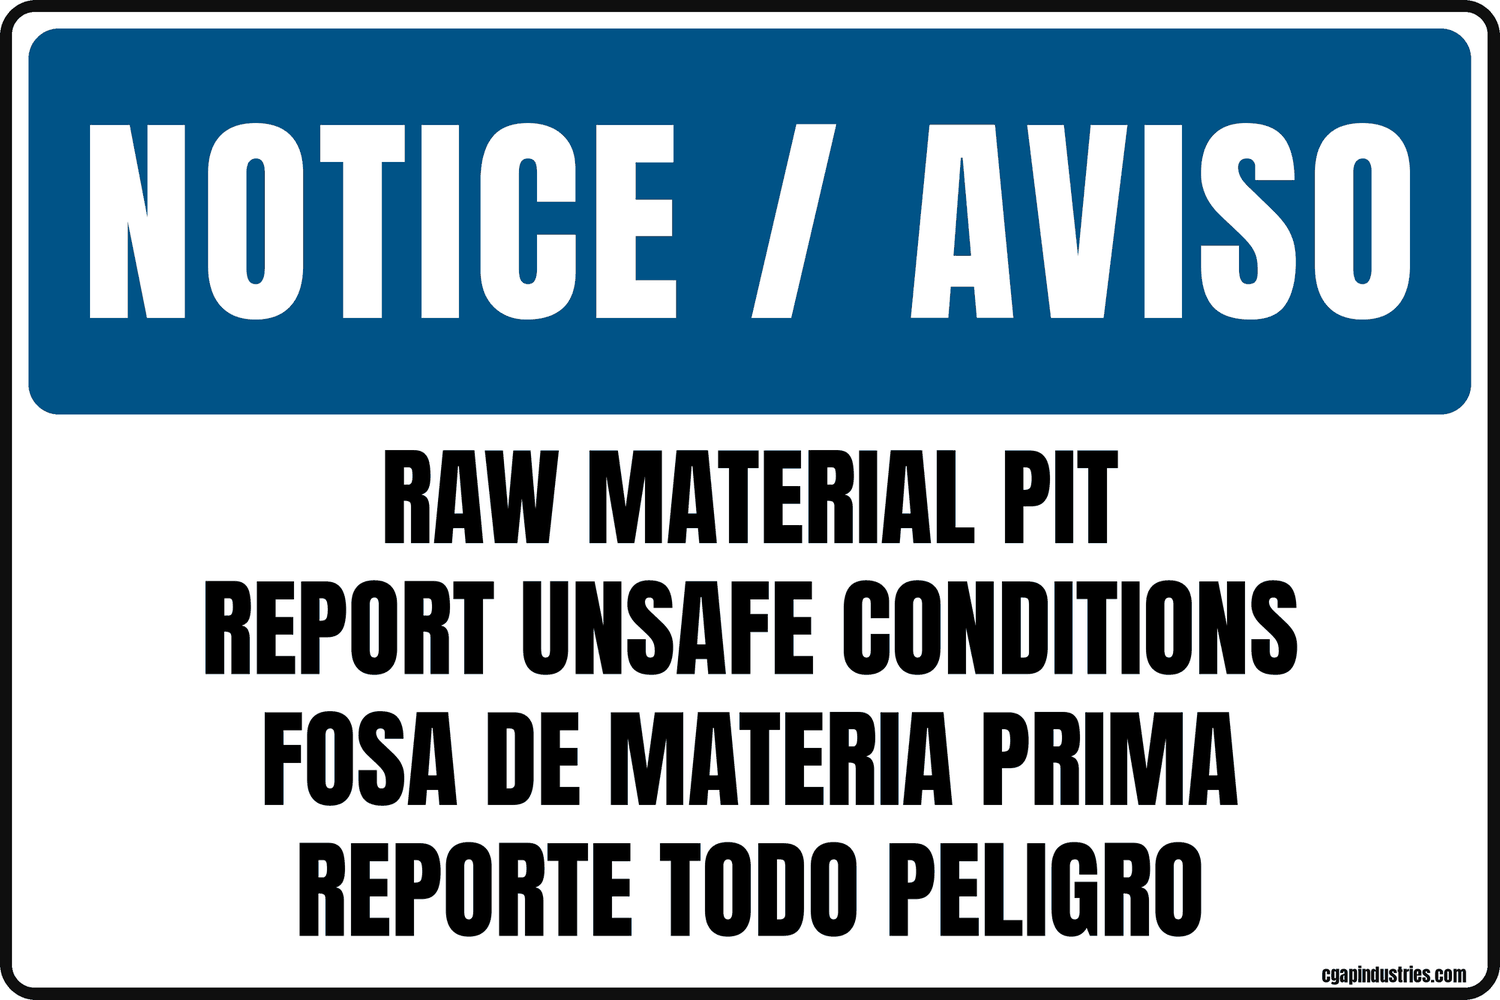 NOTICE / AVISO
RAW MATERIAL PIT
REPORT UNSAFE CONDITIONS
FOSA DE MATERIA PRIMA
REPORTE TODO PELIGRO
cgapindustries.com